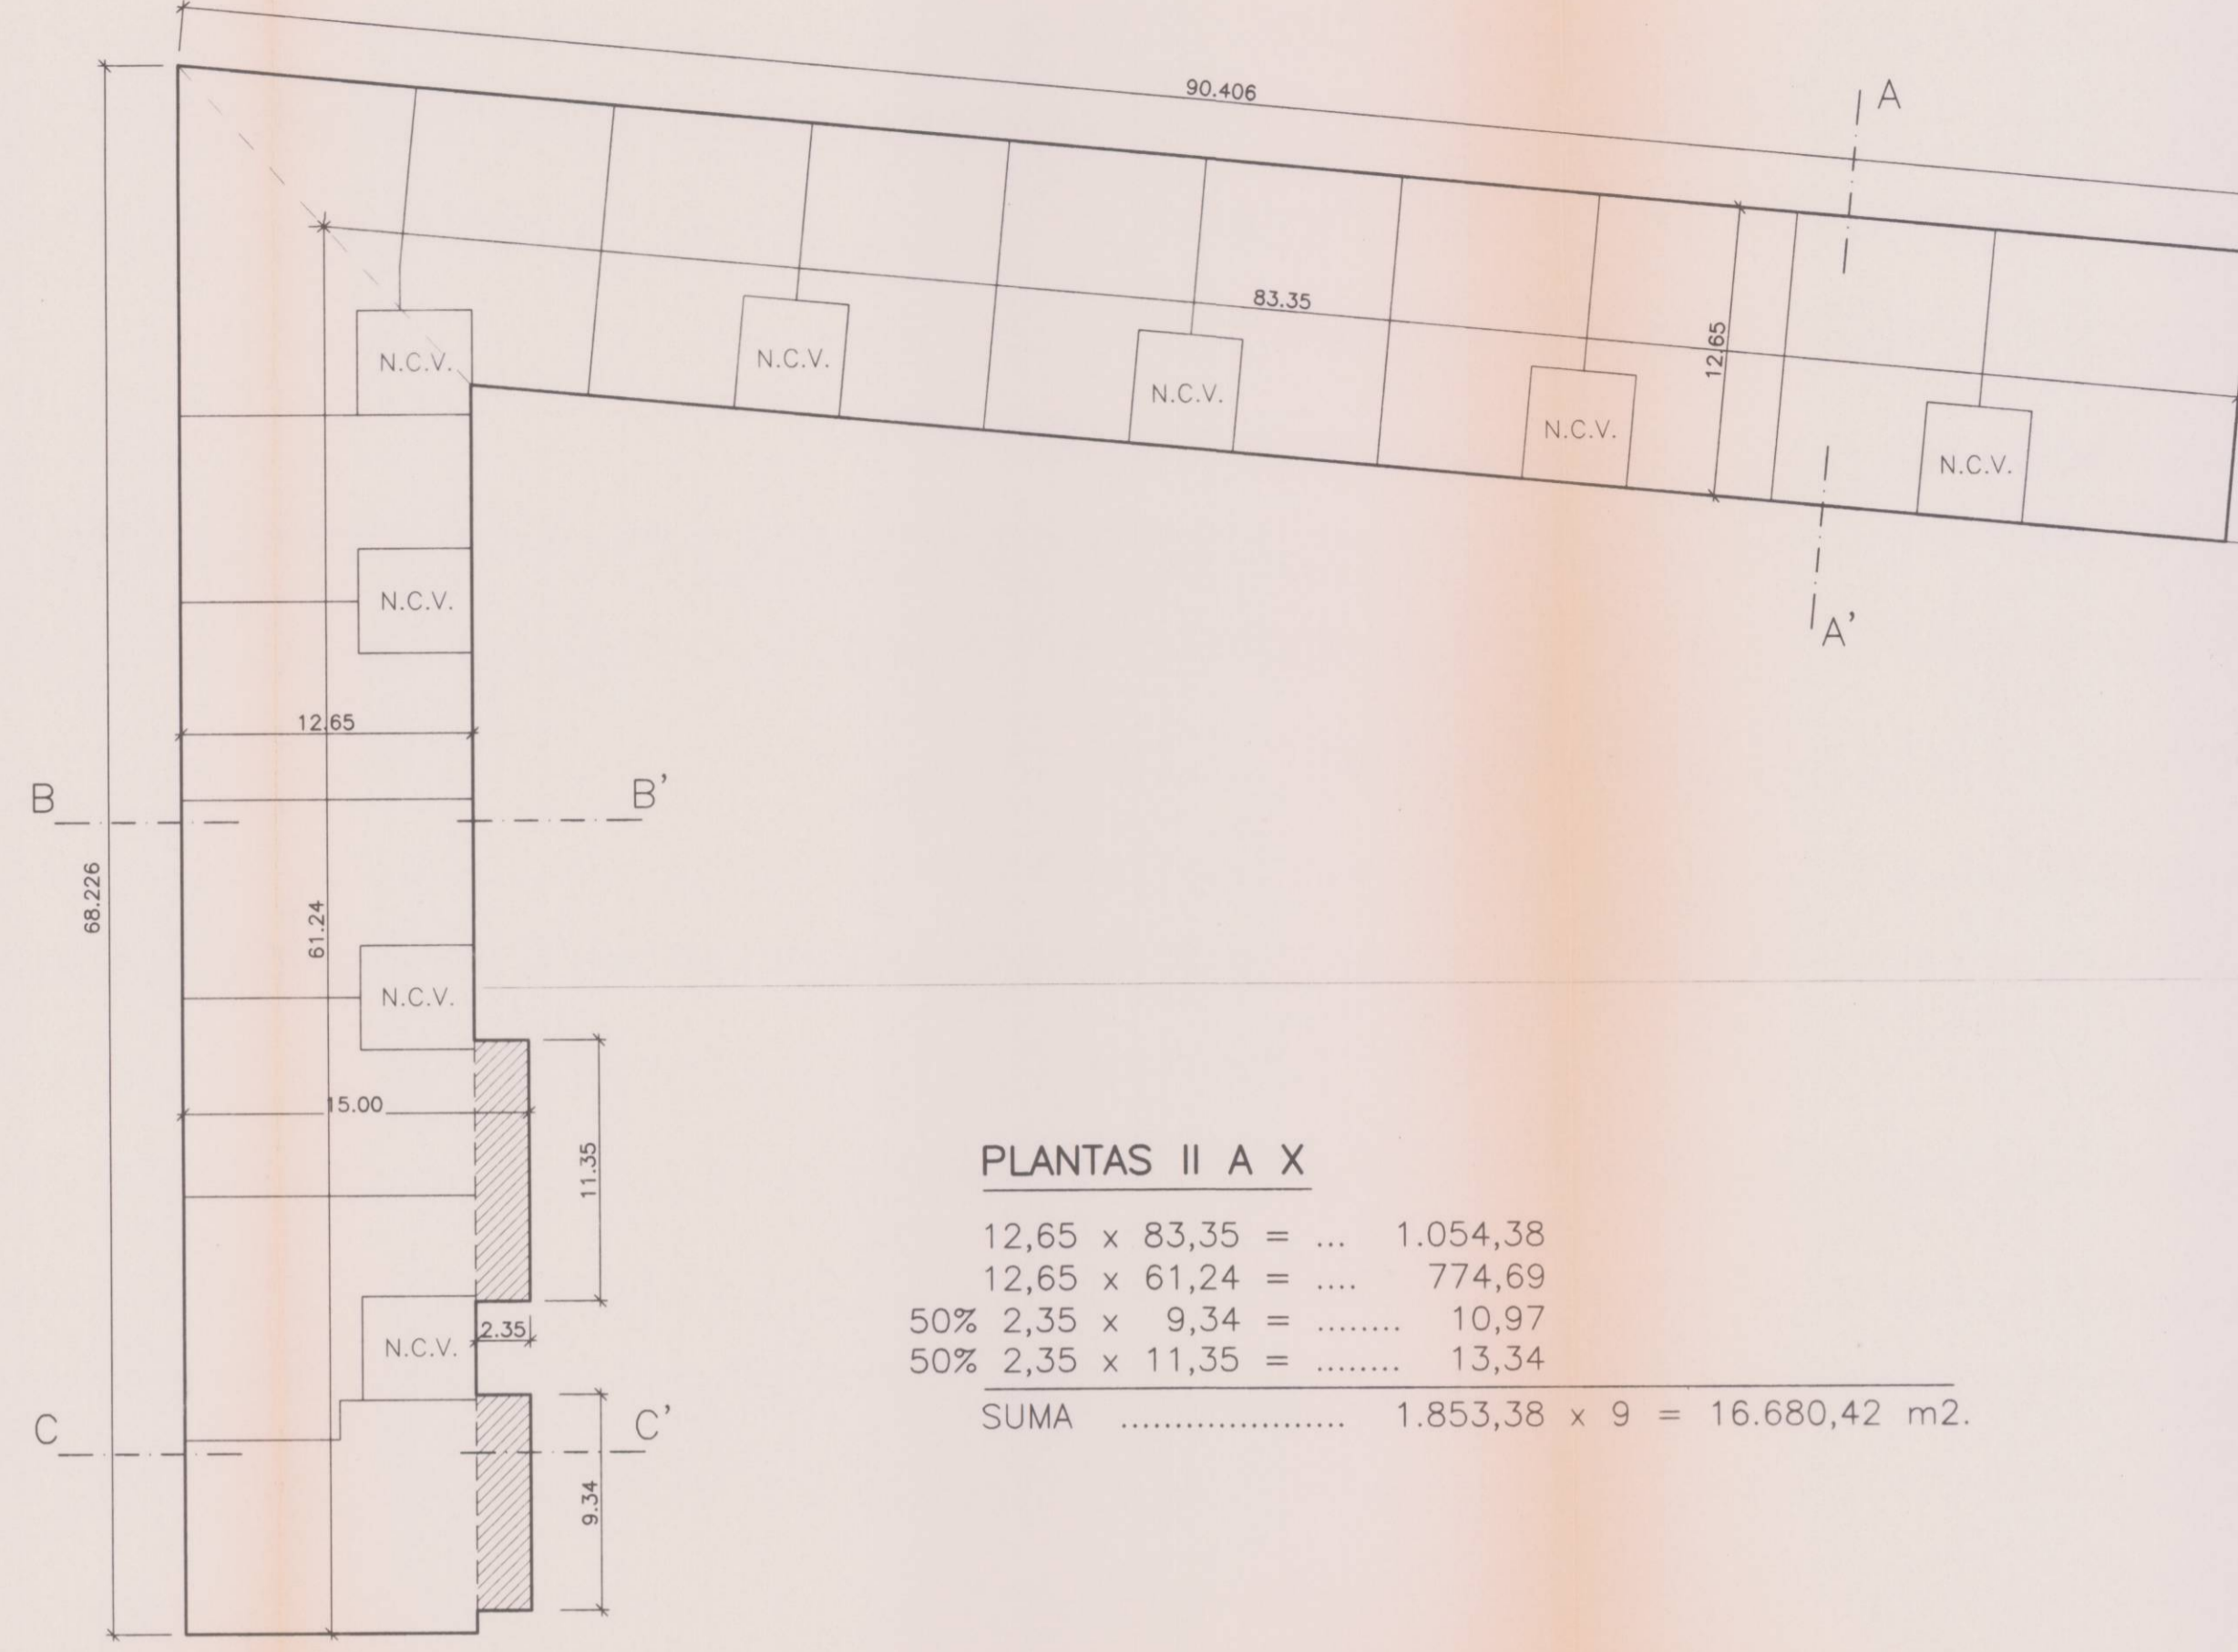 90.406
A
83.35
12.65
N.C.V.
N.C.V.
N.C.V.
N.C.V.
N.C.V.
A'
N.C.V.
12.65
B
B'
68.226
61.24
N.C.V.
15.00
11.35
2.35
N.C.V.
C
C'
9.34
PLANTAS II A X
12,65 x 83,35 = ... 1.054,38
12,65 x 61,24 = .... 774,69
50% 2,35 x 9,34 = ........ 10,97
50% 2,35 x 11,35 = ........ 13,34
SUMA ..................... 1.853,38 x 9 = 16.680,42 m2.